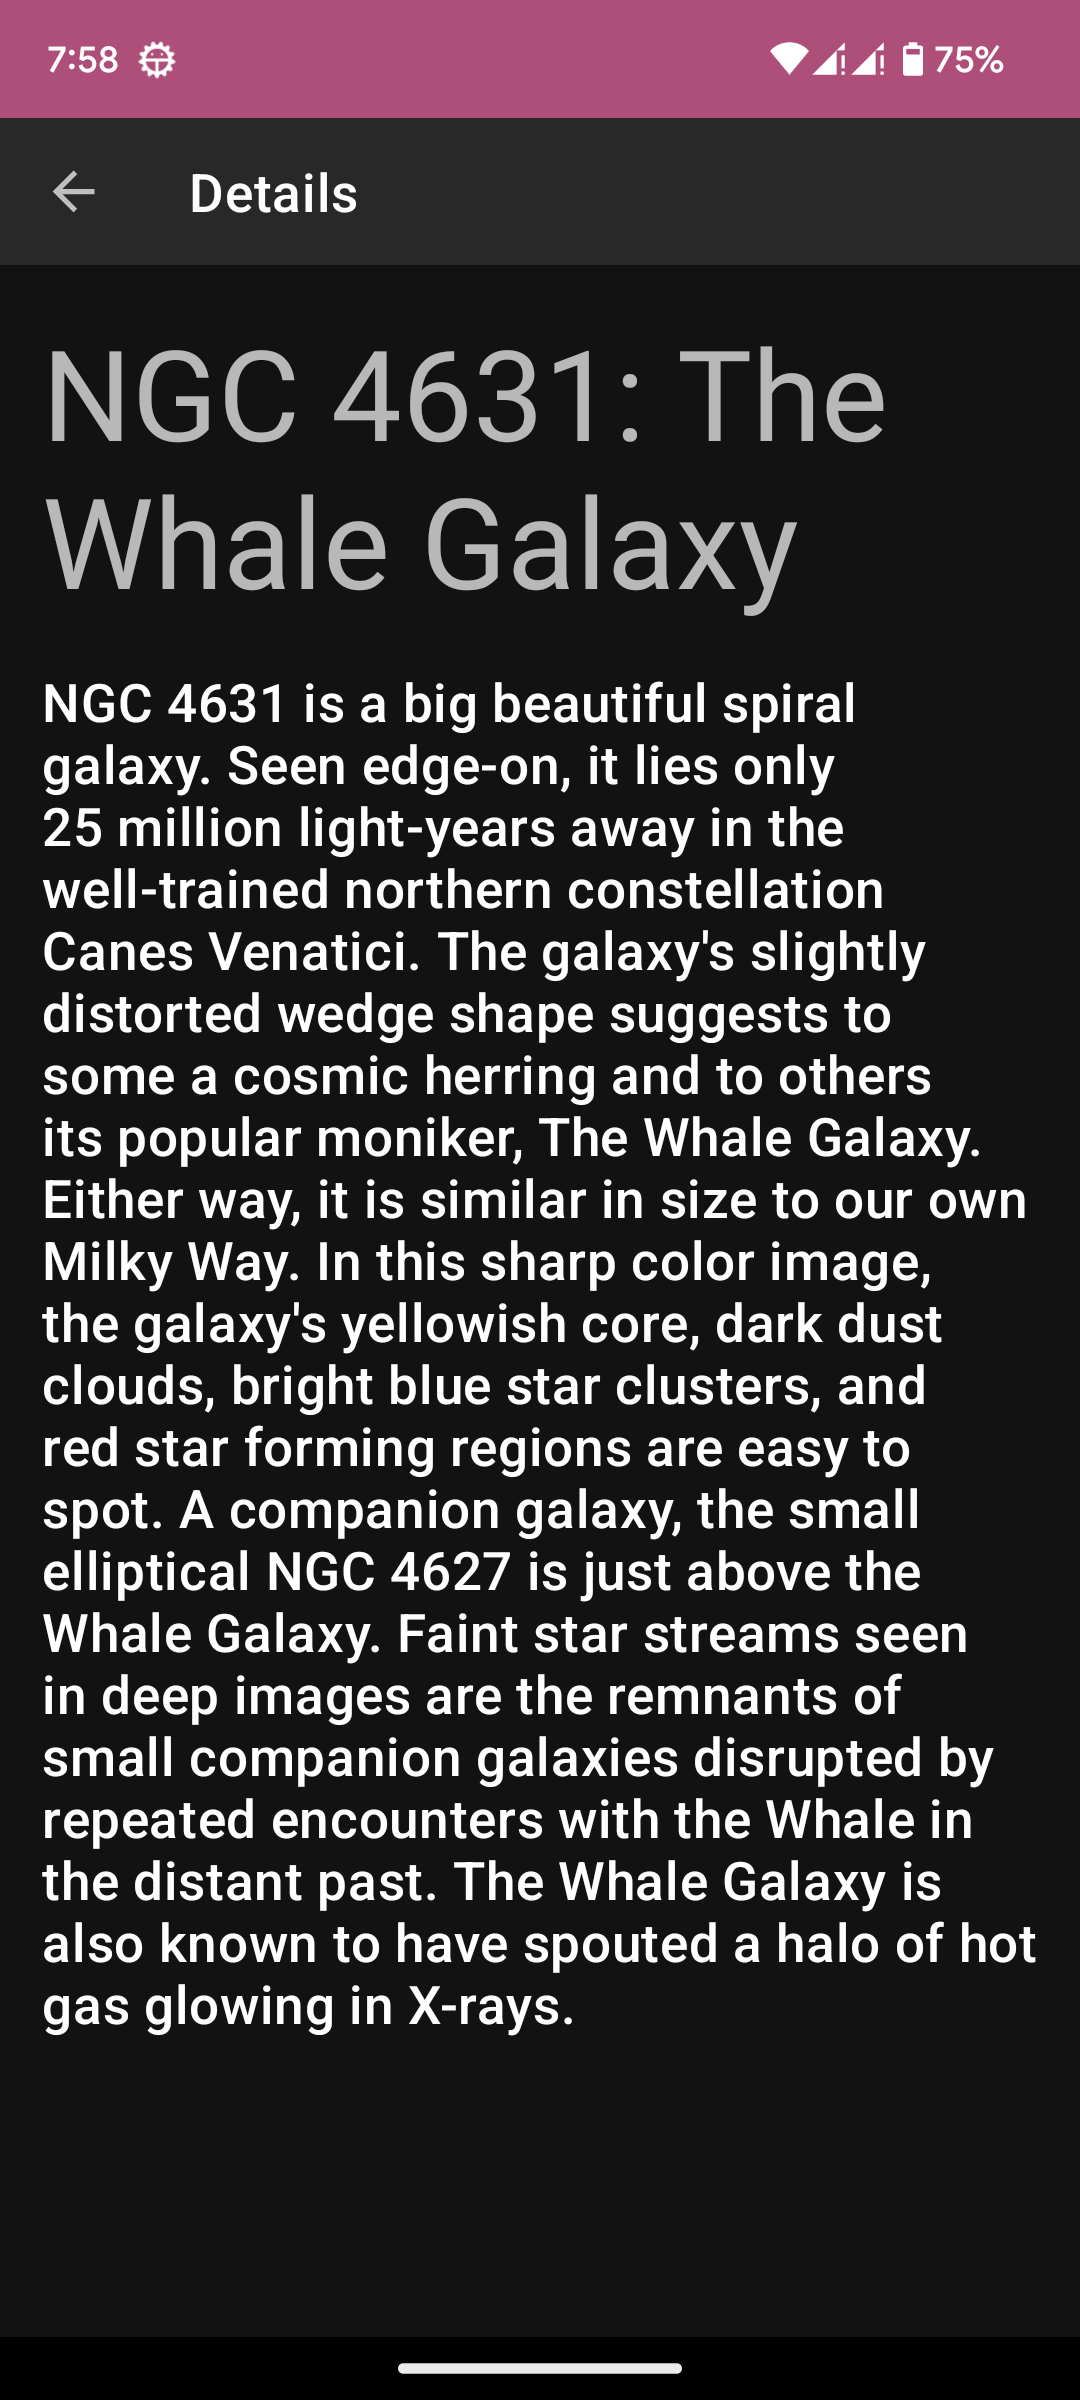 7:58
75%
Details
NGC 4631: The
Whale Galaxy
NGC 4631 is a big beautiful spiral
galaxy. Seen edge-on, it lies only
25 million light-years away in the
well-trained northern constellation
Canes Venatici. The galaxy's slightly
distorted wedge shape suggests to
some a cosmic herring and to others
its popular moniker, The Whale Galaxy.
Either way, it is similar in size to our own
Milky Way. In this sharp color image,
the galaxy's yellowish core, dark dust
clouds, bright blue star clusters, and
red star forming regions are easy to
spot. A companion galaxy, the small
elliptical NGC 4627 is just above the
Whale Galaxy. Faint star streams seen
in deep images are the remnants of
small companion galaxies disrupted by
repeated encounters with the Whale in
the distant past. The Whale Galaxy is
also known to have spouted a halo of hot
gas glowing in X-rays.